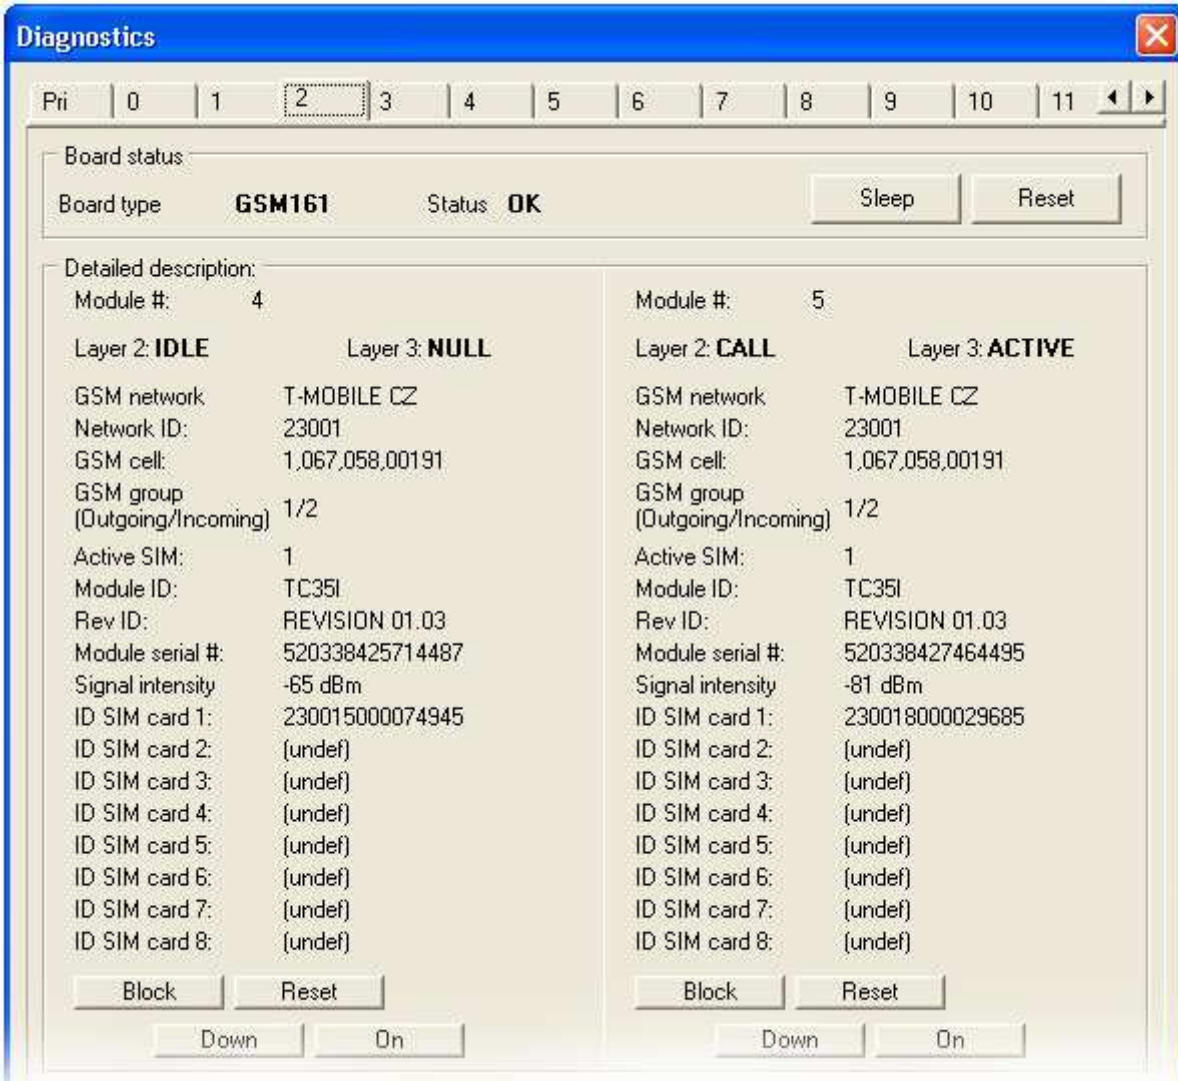 Diagnostics
Pri 0 1 2 3 4 5 6 7 8 9 10 11
Board status
Board type GSM161 Status OK Sleep Reset
Detailed description:
Module #: 4
Layer 2: IDLE Layer 3: NULL
GSM network T-MOBILE CZ
Network ID: 23001
GSM cell: 1,067,058,00191
GSM group
(Outgoing/Incoming) 1/2
Active SIM: 1
Module ID: TC35I
Rev ID: REVISION 01.03
Module serial #: 520338425714487
Signal intensity -65 dBm
ID SIM card 1: 230015000074945
ID SIM card 2: (undef)
ID SIM card 3: (undef)
ID SIM card 4: (undef)
ID SIM card 5: (undef)
ID SIM card 6: (undef)
ID SIM card 7: (undef)
ID SIM card 8: (undef)
Block Reset
Down On
Module #: 5
Layer 2: CALL Layer 3: ACTIVE
GSM network T-MOBILE CZ
Network ID: 23001
GSM cell: 1,067,058,00191
GSM group
(Outgoing/Incoming) 1/2
Active SIM: 1
Module ID: TC35I
Rev ID: REVISION 01.03
Module serial #: 520338427464495
Signal intensity -81 dBm
ID SIM card 1: 230018000029685
ID SIM card 2: (undef)
ID SIM card 3: (undef)
ID SIM card 4: (undef)
ID SIM card 5: (undef)
ID SIM card 6: (undef)
ID SIM card 7: (undef)
ID SIM card 8: (undef)
Block Reset
Down On